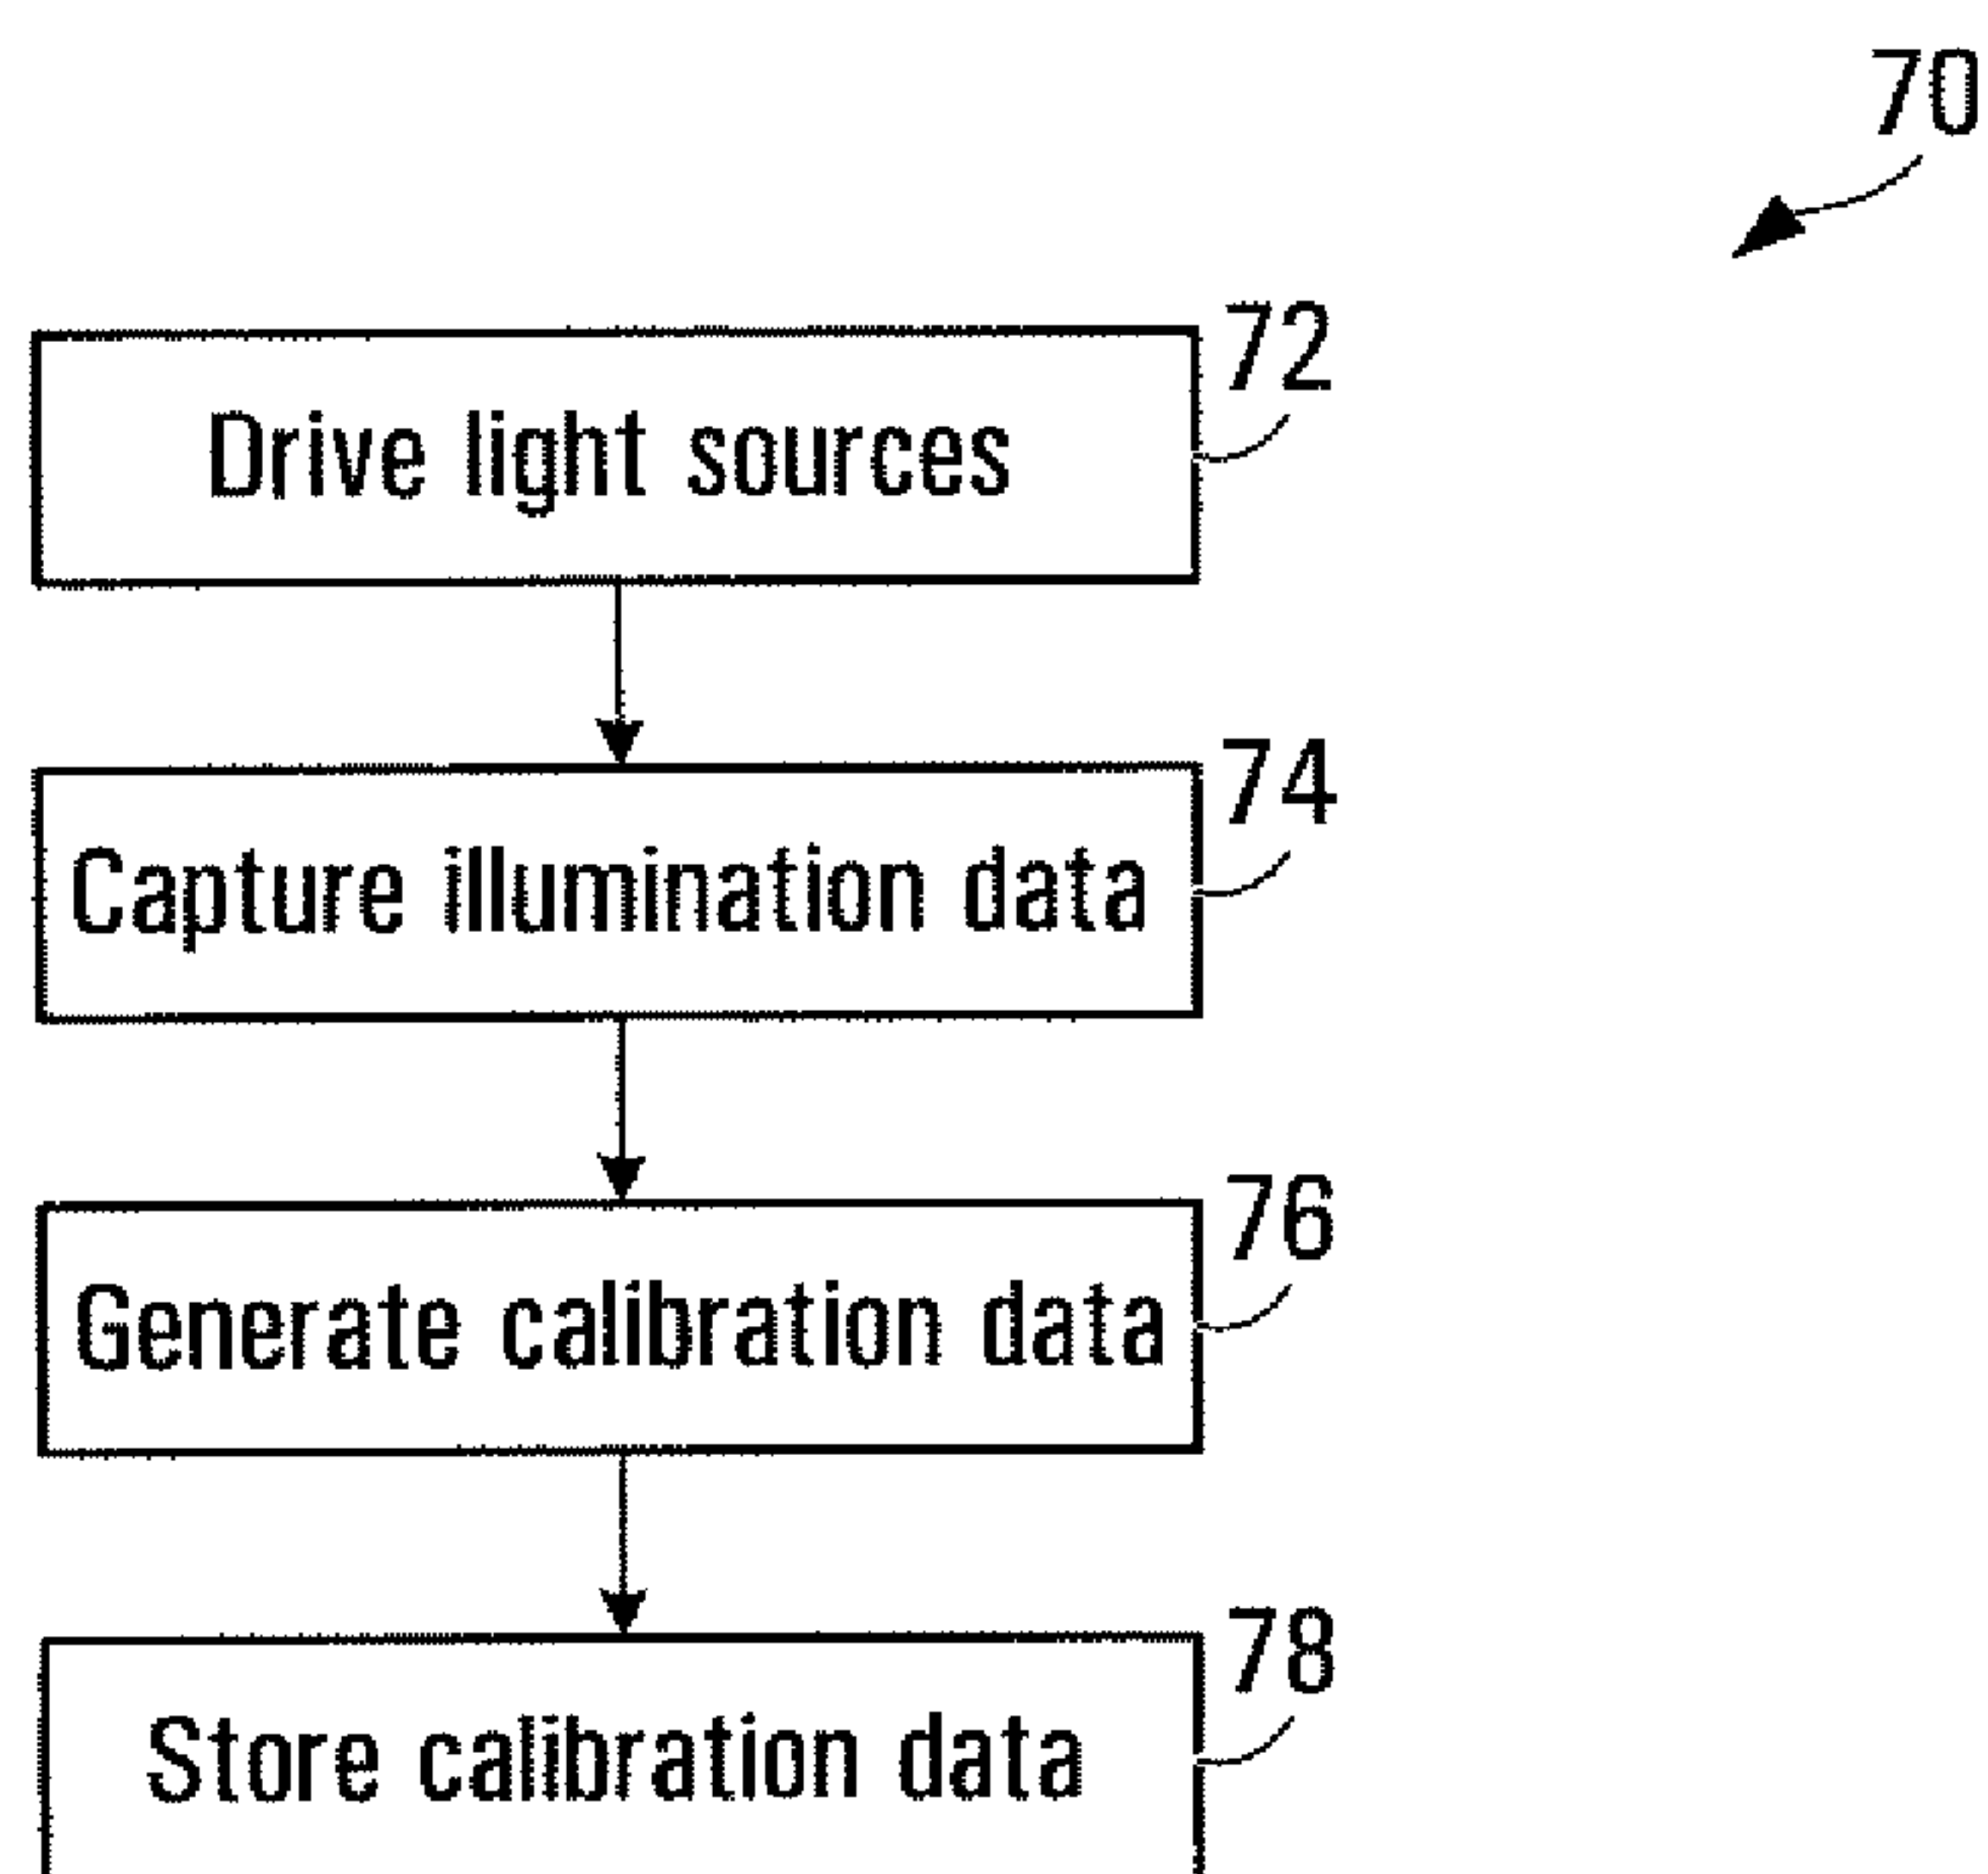 70
72
Drive light sources
74
Capture illumination data
76
Generate calibration data
78
Store calibration data